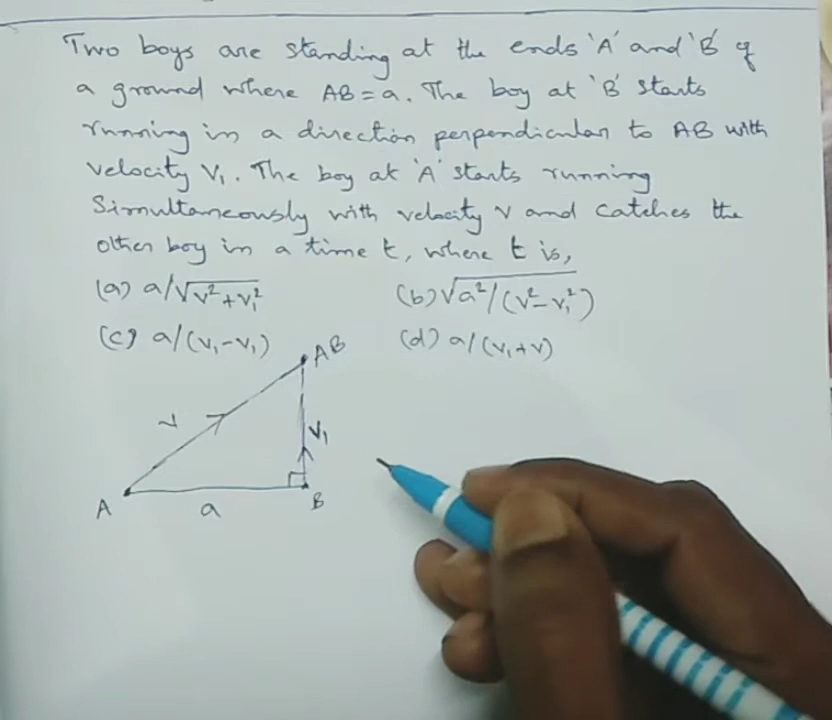 Two boys are standing at the ends 'A' and 'B' of
a ground where AB = a. The boy at 'B' starts
running in a direction perpendicular to AB with
velocity V₁. The boy at 'A' starts running
Simultaneously with velocity v and catches the
other boy in a time t, where t is,
(a) a/√v²+v₁² (b) √a²/(v²-v₁²)
(c) a/(v₁-v₁) (d) a/(v₁+v)
AB
v
V₁
A a B